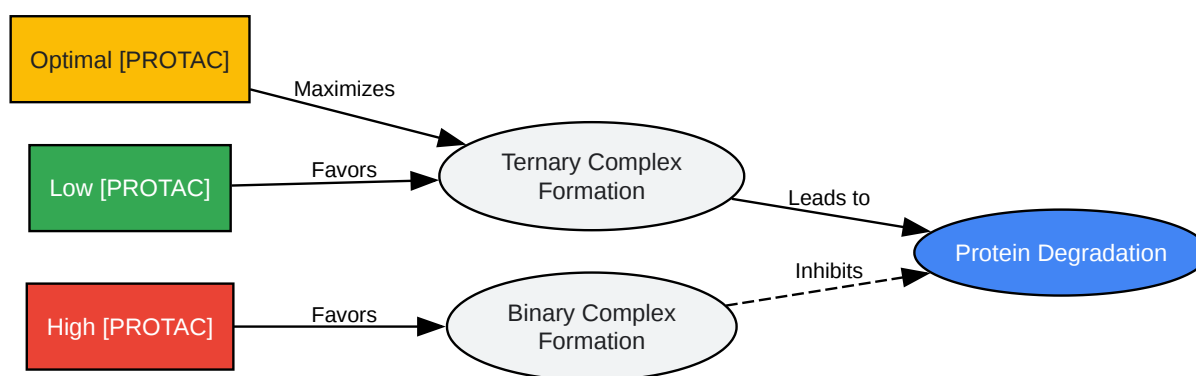 Optimal [PROTAC]
Maximizes
Low [PROTAC]
Favors
Ternary Complex
Formation
Leads to
Protein Degradation
High [PROTAC]
Favors
Binary Complex
Formation
Inhibits